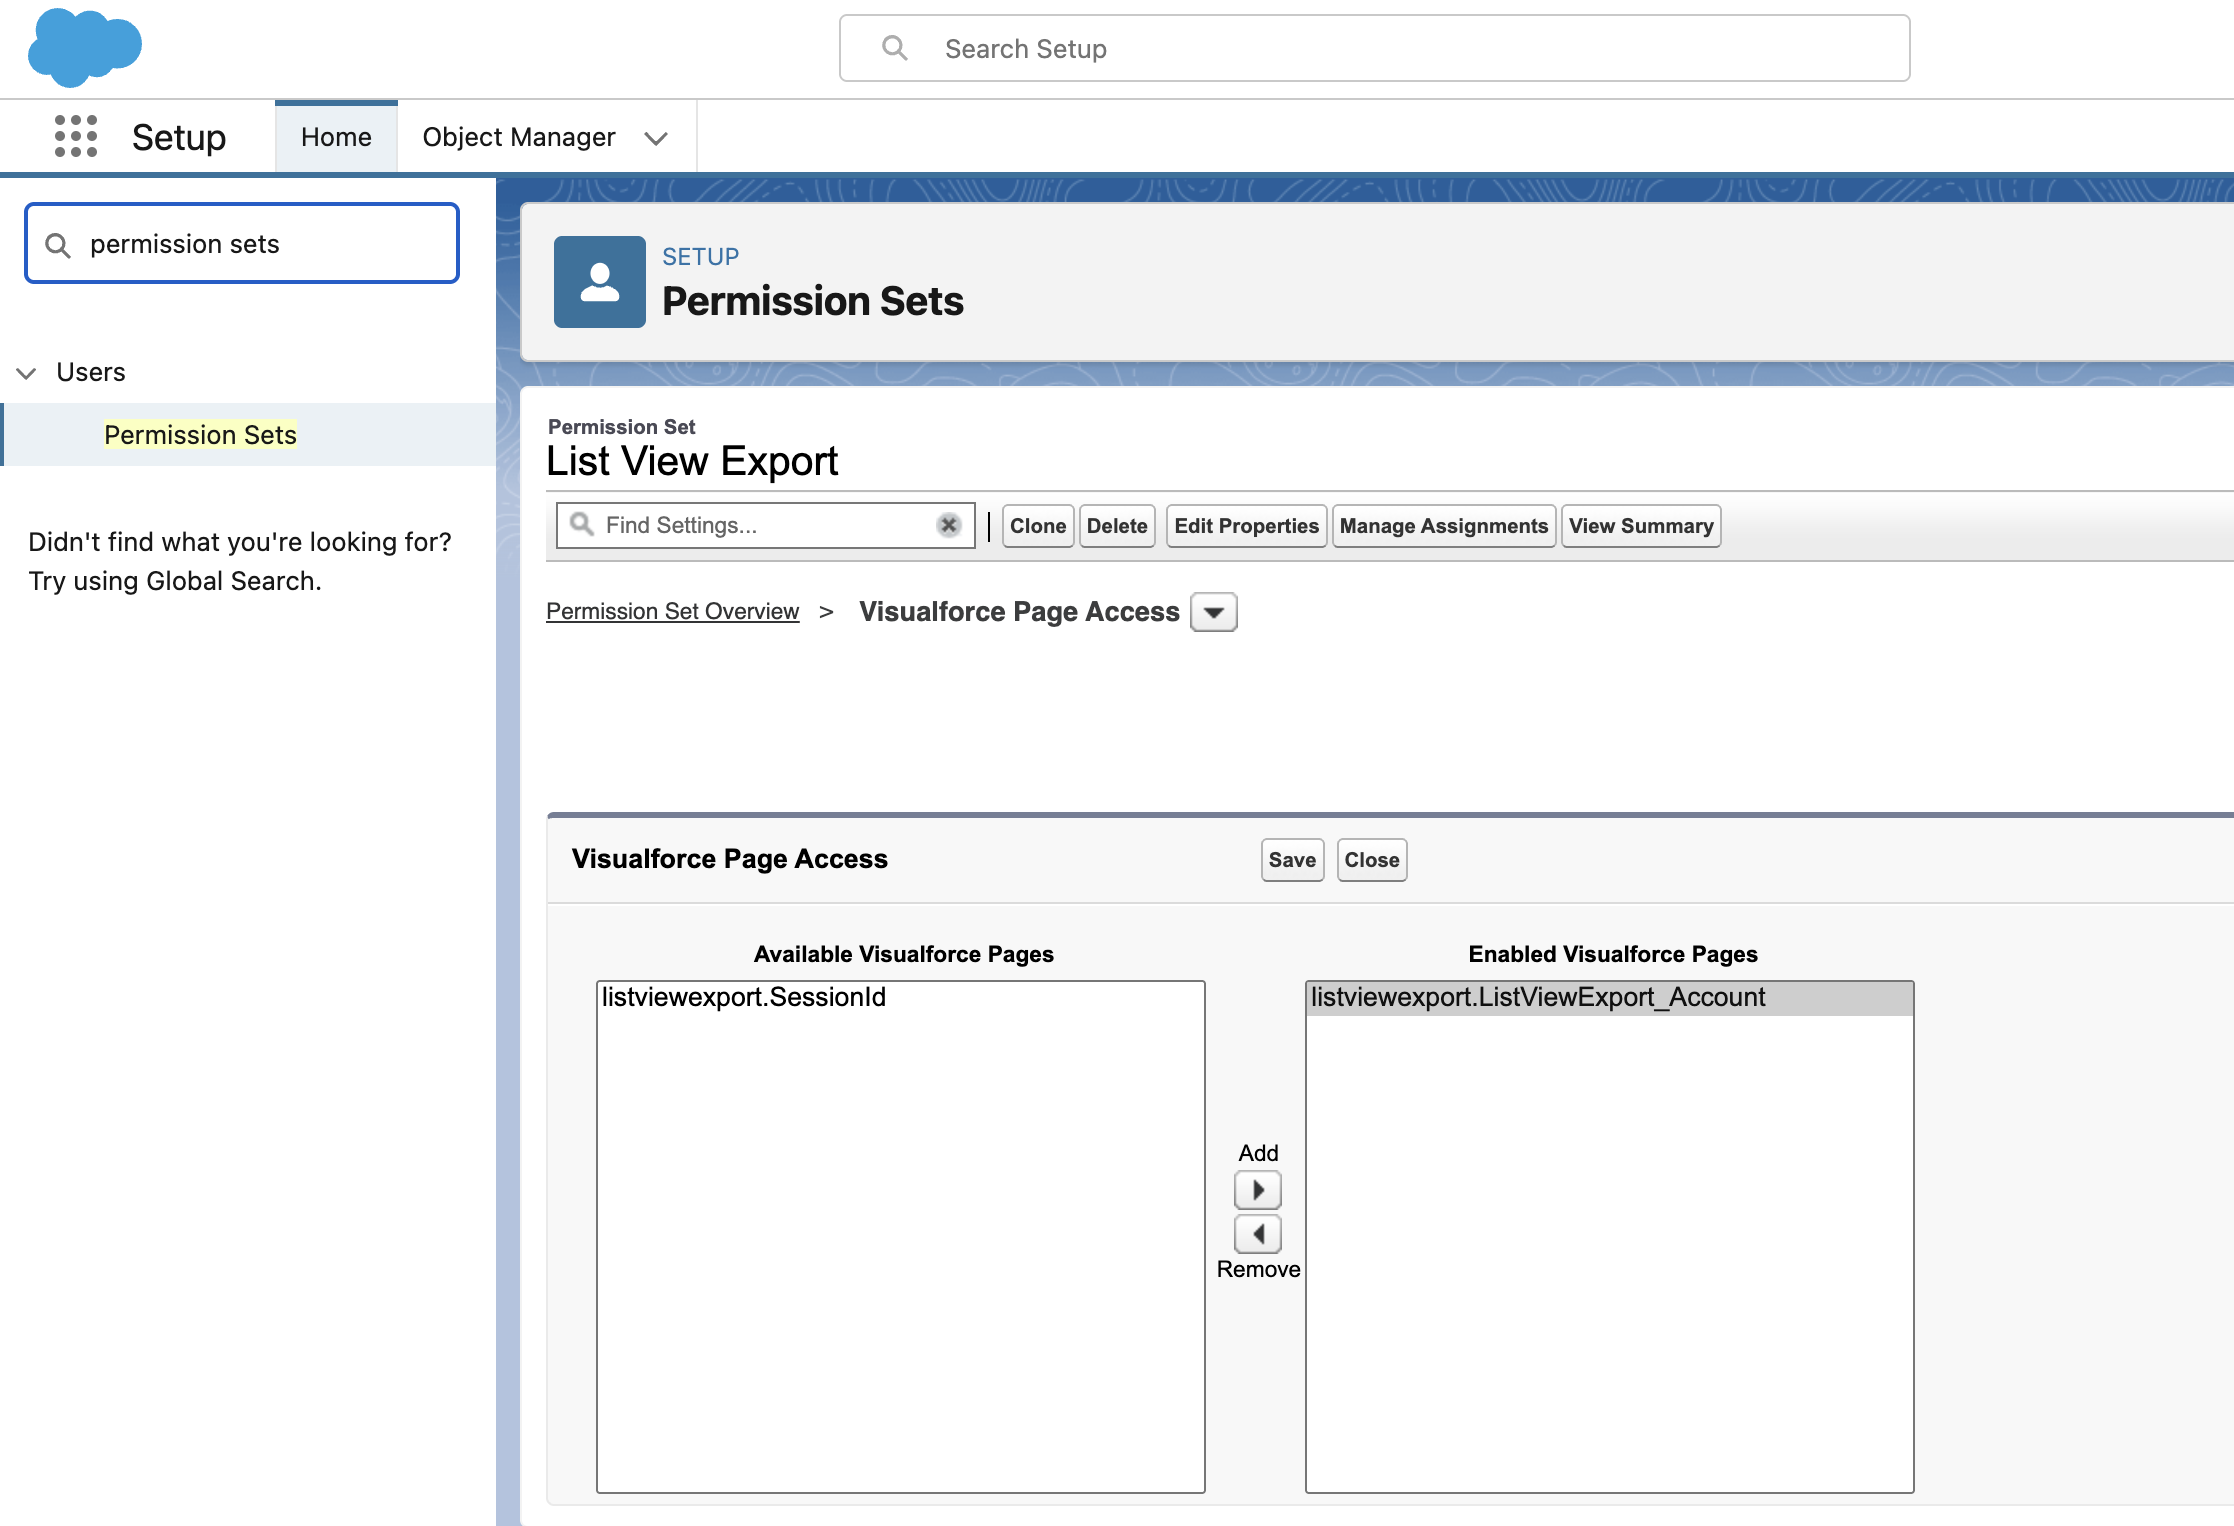 Search Setup
Setup
Home
Object Manager
permission sets
Users
Permission Sets
Didn't find what you're looking for?
Try using Global Search.
SETUP
Permission Sets
Permission Set
List View Export
Find Settings...
Clone
Delete
Edit Properties
Manage Assignments
View Summary
Permission Set Overview > Visualforce Page Access
Visualforce Page Access
Save
Close
Available Visualforce Pages
listviewexport.SessionId
Add
Remove
Enabled Visualforce Pages
listviewexport.ListViewExport_Account